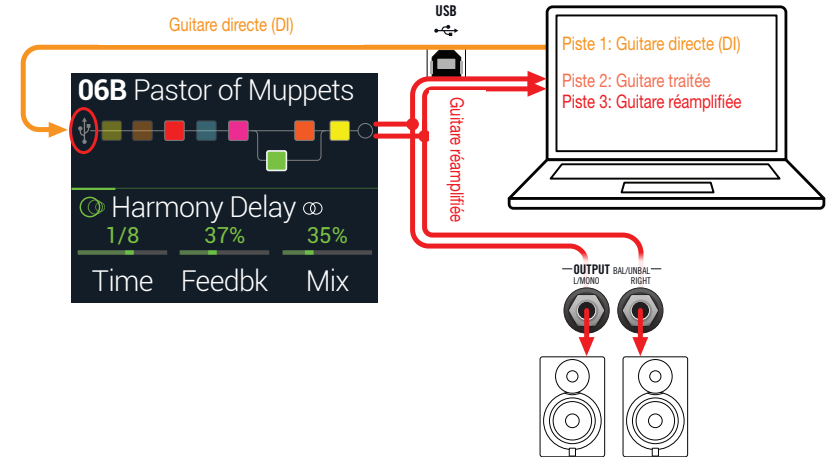 USB
Guitare directe (DI)
Piste 1: Guitare directe (DI)
Piste 2: Guitare traitée
Piste 3: Guitare réamplifiée
06B Pastor of Muppets
Guitare réamplifiée
Harmony Delay
1/8 37% 35%
Time Feedbk Mix
OUTPUT BAL/UNBAL
L/MONO RIGHT